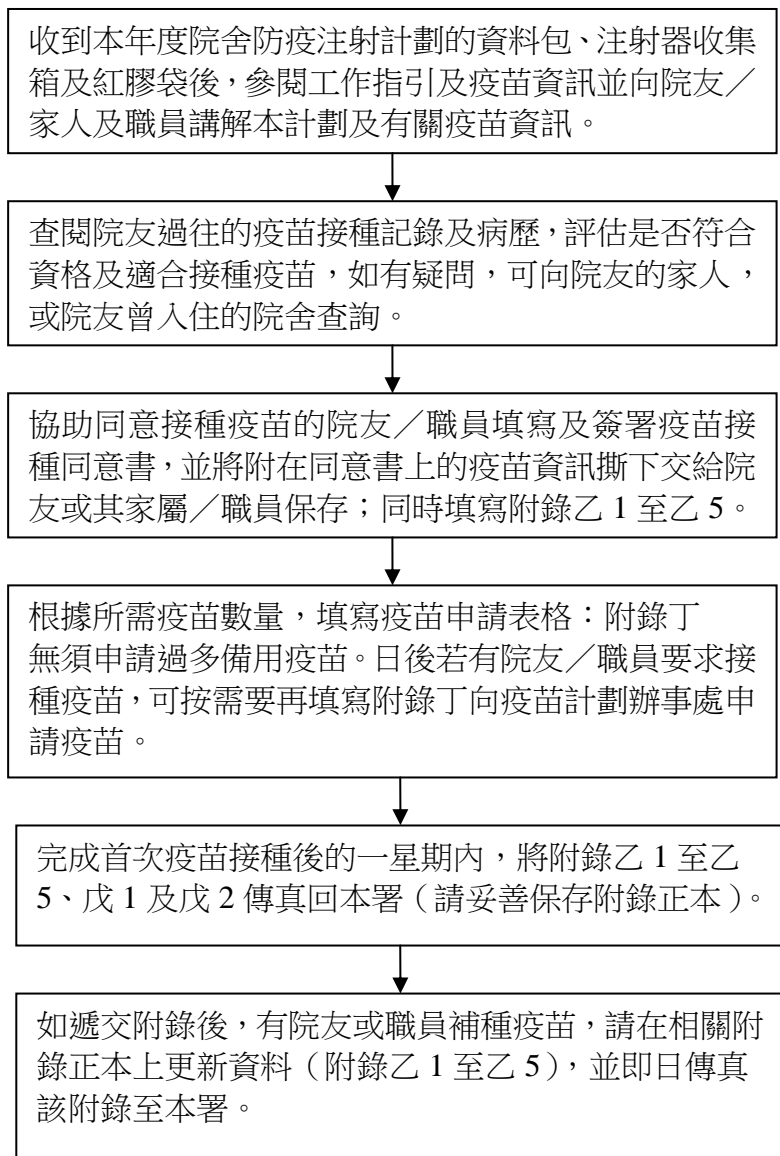 收到本年度院舍防疫注射計劃的資料包、注射器收集
箱及紅膠袋後，參閱工作指引及疫苗資訊並向院友／
家人及職員講解本計劃及有關疫苗資訊。
查閱院友過往的疫苗接種記錄及病歷，評估是否符合
資格及適合接種疫苗，如有疑問，可向院友的家人，
或院友曾入住的院舍查詢。
協助同意接種疫苗的院友／職員填寫及簽署疫苗接
種同意書，並將附在同意書上的疫苗資訊撕下交給院
友或其家屬／職員保存；同時填寫附錄乙 1 至乙 5。
根據所需疫苗數量，填寫疫苗申請表格：附錄丁
無須申請過多備用疫苗。日後若有院友／職員要求接
種疫苗，可按需要再填寫附錄丁向疫苗計劃辦事處申
請疫苗。
完成首次疫苗接種後的一星期內，將附錄乙 1 至乙
5、戊 1 及戊 2 傳真回本署（請妥善保存附錄正本）。
如遞交附錄後，有院友或職員補種疫苗，請在相關附
錄正本上更新資料（附錄乙 1 至乙 5），並即日傳真
該附錄至本署。